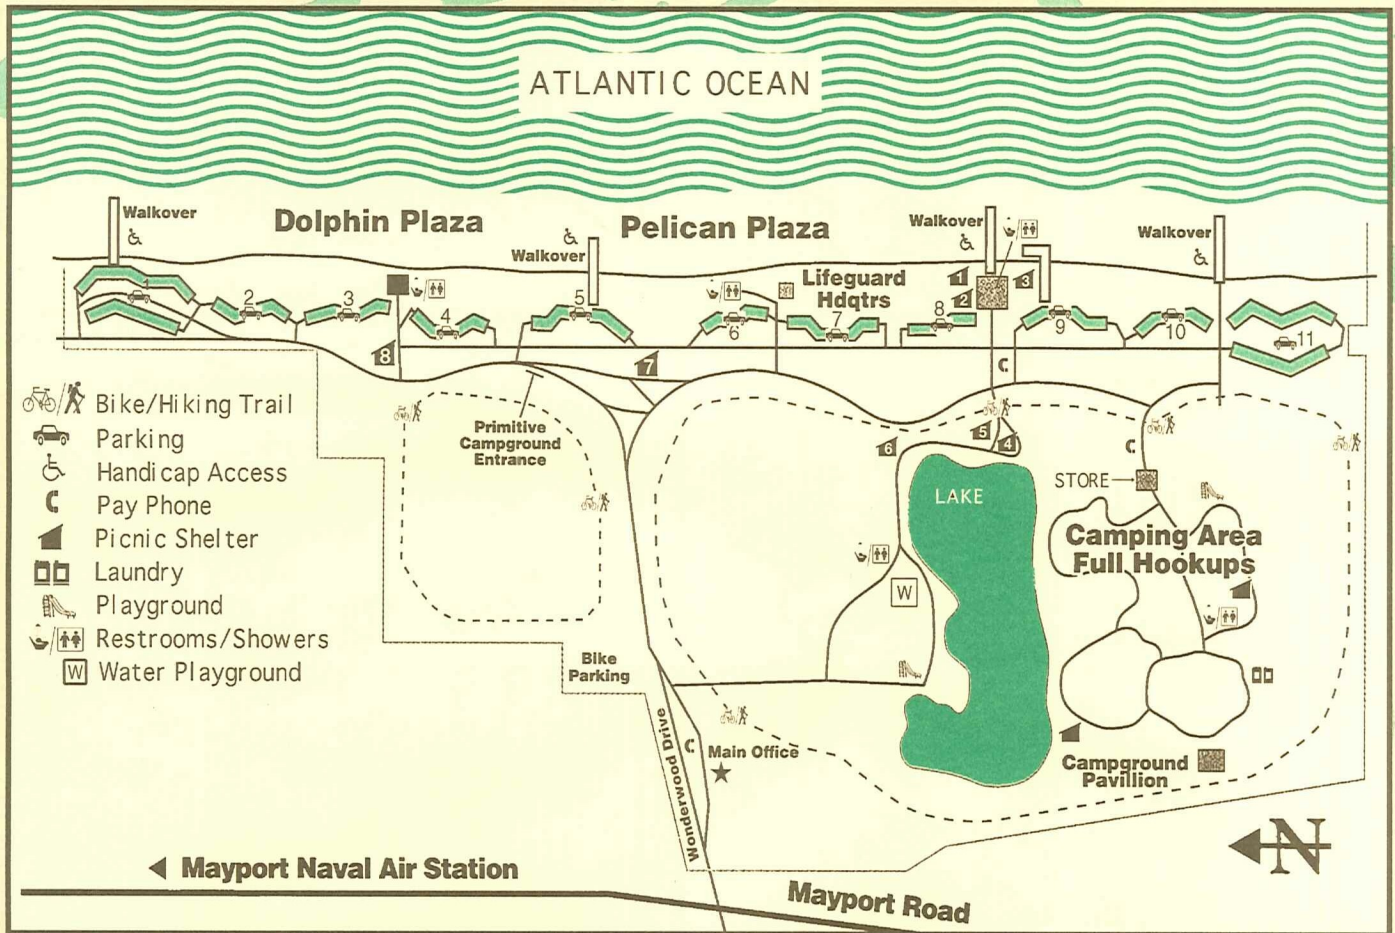 ATLANTIC OCEAN
Walkover
Dolphin Plaza
Walkover
Pelican Plaza
Walkover
Walkover
Lifeguard
Hdqtrs
1
2
3
1
2
3
4
5
6
7
8
9
10
11
8
7
6
5
4
Primitive
Campground
Entrance
Bike/Hiking Trail
Parking
Handicap Access
Pay Phone
Picnic Shelter
Laundry
Playground
Restrooms/Showers
W Water Playground
LAKE
STORE
Camping Area
Full Hookups
W
Bike
Parking
Wonderwood Drive
Main Office
Campground
Pavillion
N
Mayport Naval Air Station
Mayport Road